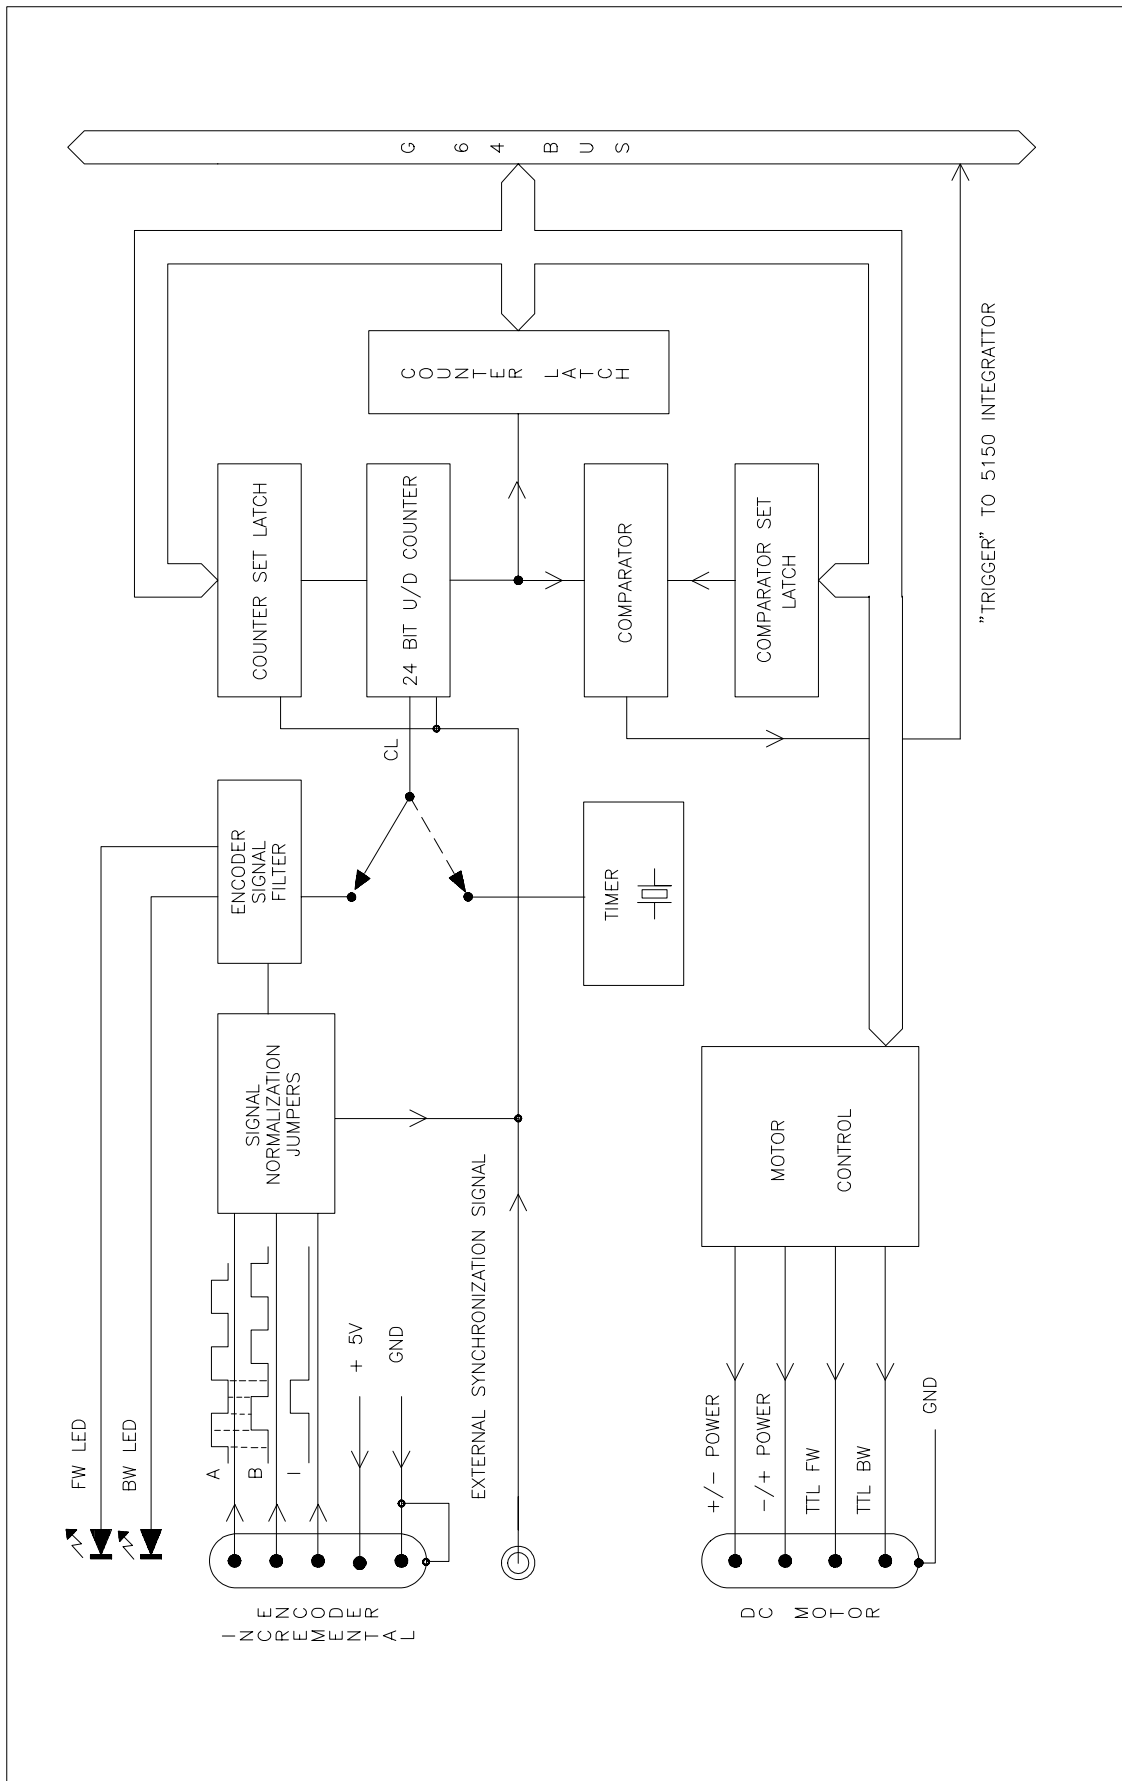 G 64 BUS
COUNTER
LATCH
COUNTER SET LATCH
24 BIT U/D COUNTER
COMPARATOR
COMPARATOR SET
LATCH
"TRIGGER" TO 5150 INTEGRATTOR
CL
ENCODER
SIGNAL
FILTER
TIMER
SIGNAL
NORMALIZATION
JUMPERS
MOTOR
CONTROL
FW LED
BW LED
A
B
I
+ 5V
GND
EXTERNAL SYNCHRONIZATION SIGNAL
+/- POWER
-/+ POWER
TTL FW
TTL BW
GND
ENCODER
INCREMENTAL
DC MOTOR